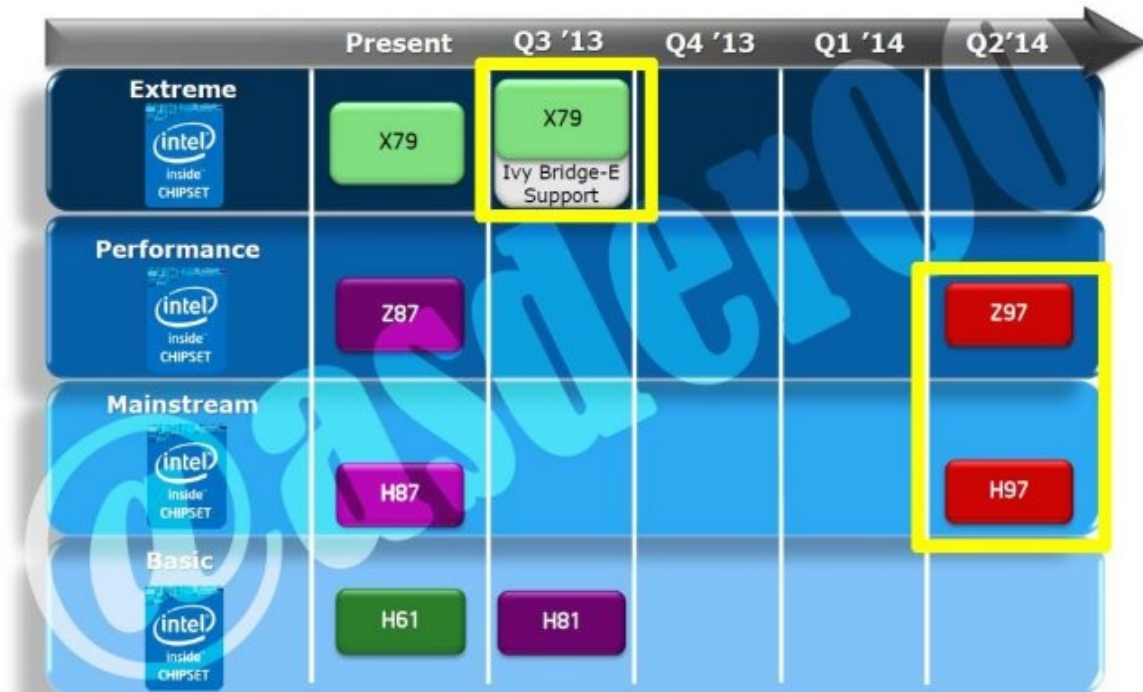 Present Q3 '13 Q4 '13 Q1 '14 Q2'14
Extreme
intel
inside
CHIPSET
X79
X79
Ivy Bridge-E
Support
Performance
intel
inside
CHIPSET
Z87
Z97
Mainstream
intel
inside
CHIPSET
H87
H97
Basic
intel
inside
CHIPSET
H61
H81
@asderoo